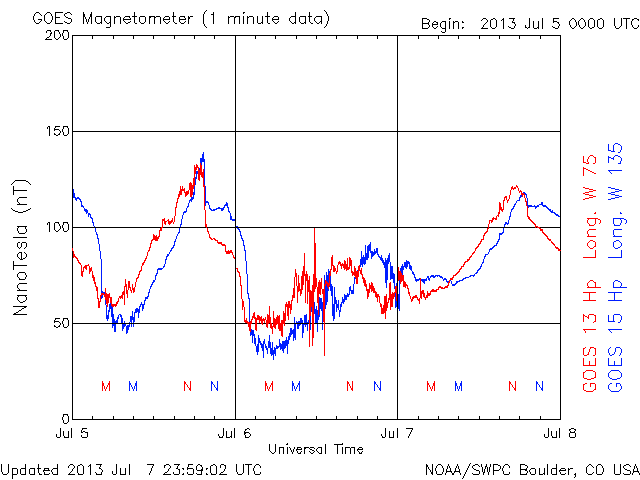 GOES Magnetometer (1 minute data)
Begin: 2013 Jul 5 0000 UTC
200
150
100
50
0
NanoTesla (nT)
M M N N M M N N M M N N
Jul 5 Jul 6 Jul 7 Jul 8
Universal Time
GOES 13 Hp Long. W 75
GOES 15 Hp Long. W 135
Updated 2013 Jul 7 23:59:02 UTC
NOAA/SWPC Boulder, CO USA